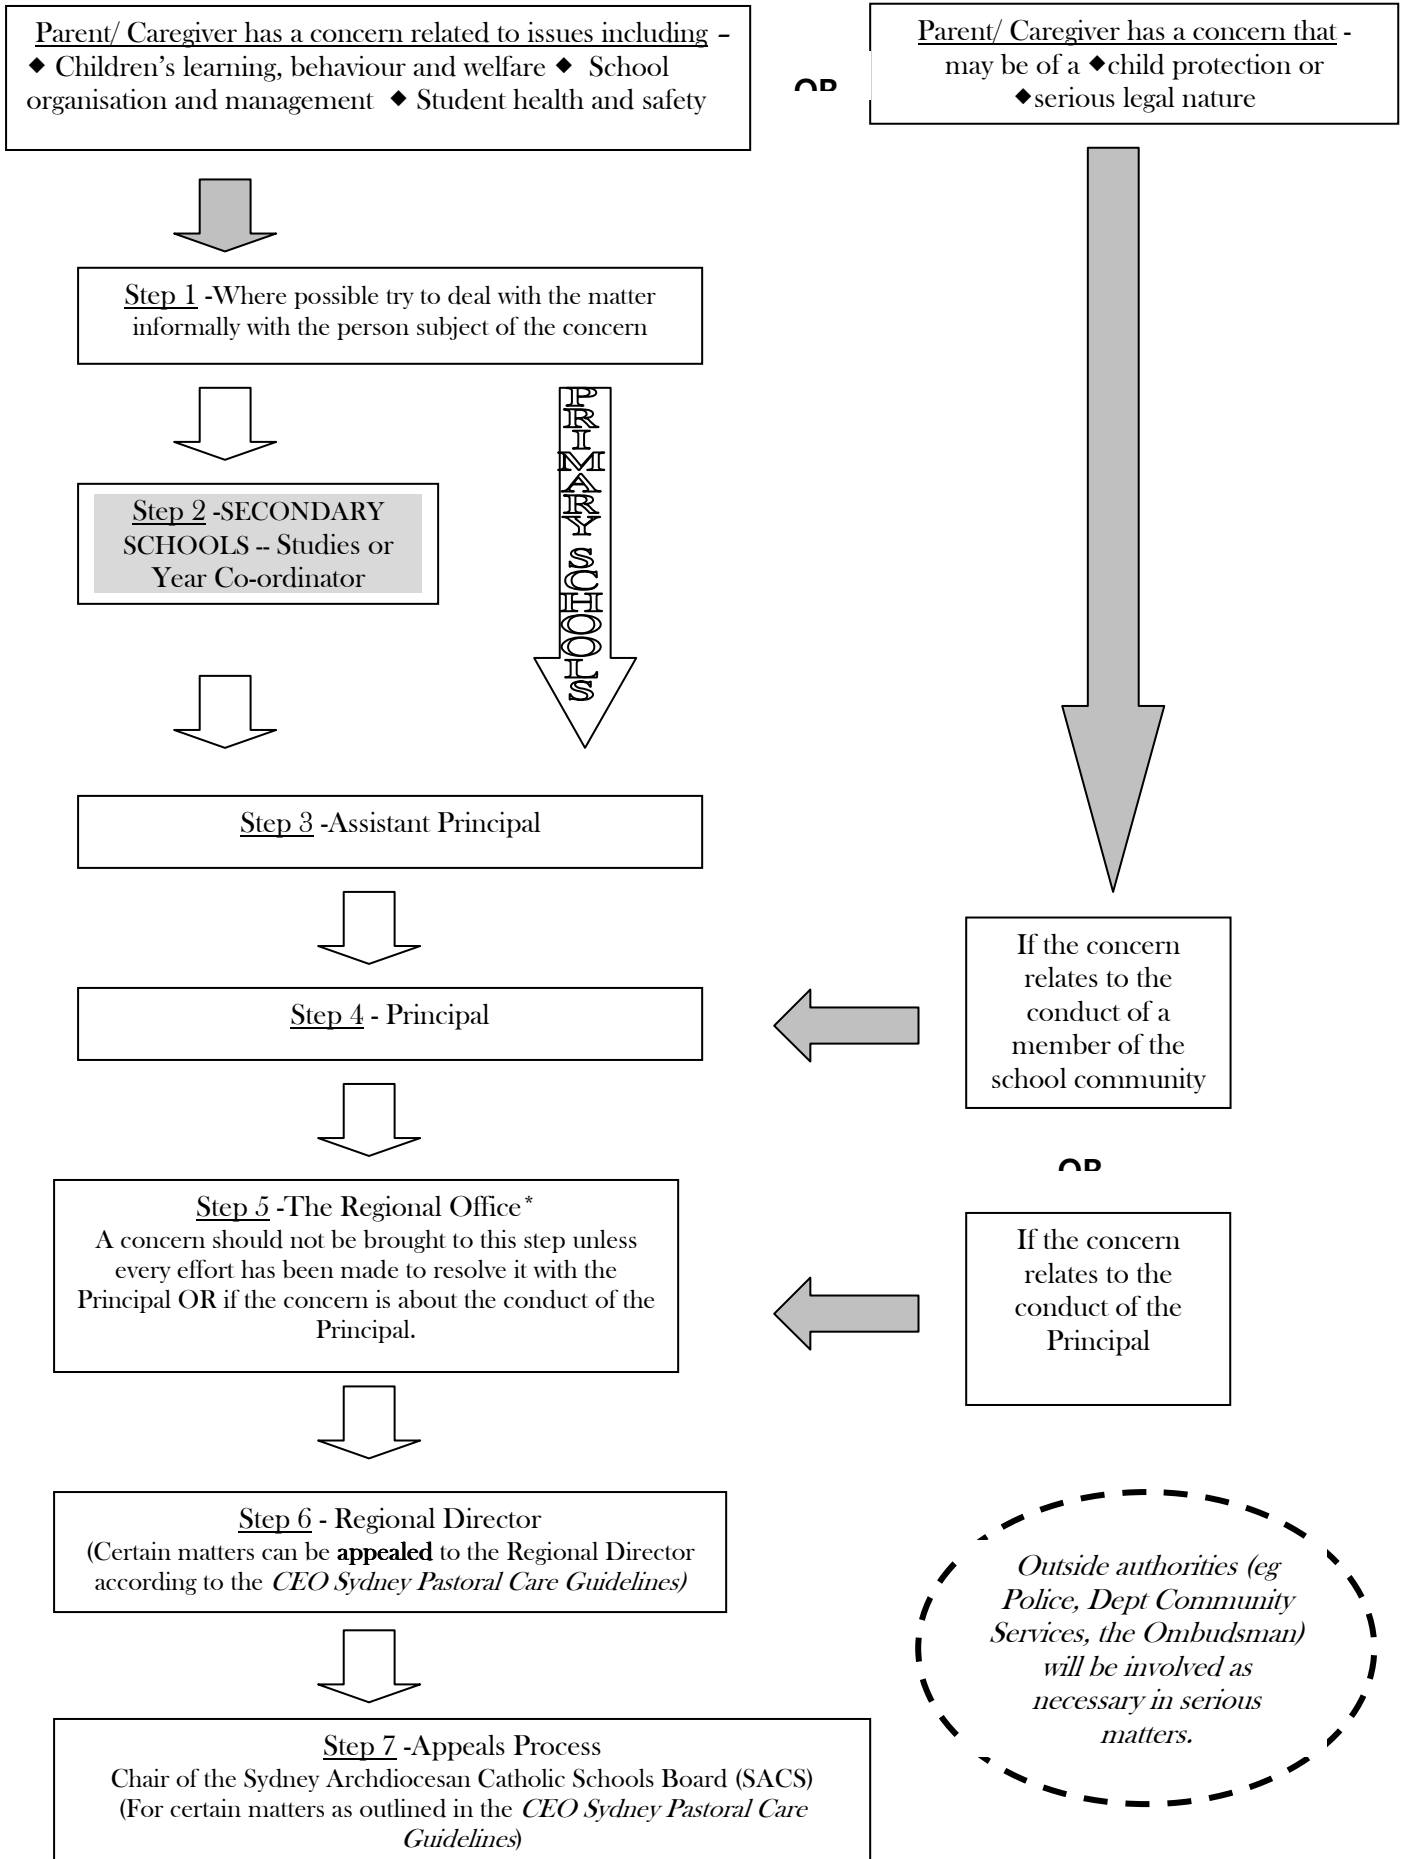 Parent/ Caregiver has a concern related to issues including –
◆ Children's learning, behaviour and welfare ◆ School
organisation and management ◆ Student health and safety
OR
Parent/ Caregiver has a concern that -
may be of a ◆child protection or
◆serious legal nature
Step 1 -Where possible try to deal with the matter
informally with the person subject of the concern
PRIMARY SCHOOLS
Step 2 -SECONDARY
SCHOOLS -- Studies or
Year Co-ordinator
Step 3 -Assistant Principal
Step 4 - Principal
If the concern
relates to the
conduct of a
member of the
school community
OR
Step 5 -The Regional Office*
A concern should not be brought to this step unless
every effort has been made to resolve it with the
Principal OR if the concern is about the conduct of the
Principal.
If the concern
relates to the
conduct of the
Principal
Step 6 - Regional Director
(Certain matters can be appealed to the Regional Director
according to the CEO Sydney Pastoral Care Guidelines)
Outside authorities (eg
Police, Dept Community
Services, the Ombudsman)
will be involved as
necessary in serious
matters.
Step 7 -Appeals Process
Chair of the Sydney Archdiocesan Catholic Schools Board (SACS)
(For certain matters as outlined in the CEO Sydney Pastoral Care
Guidelines)